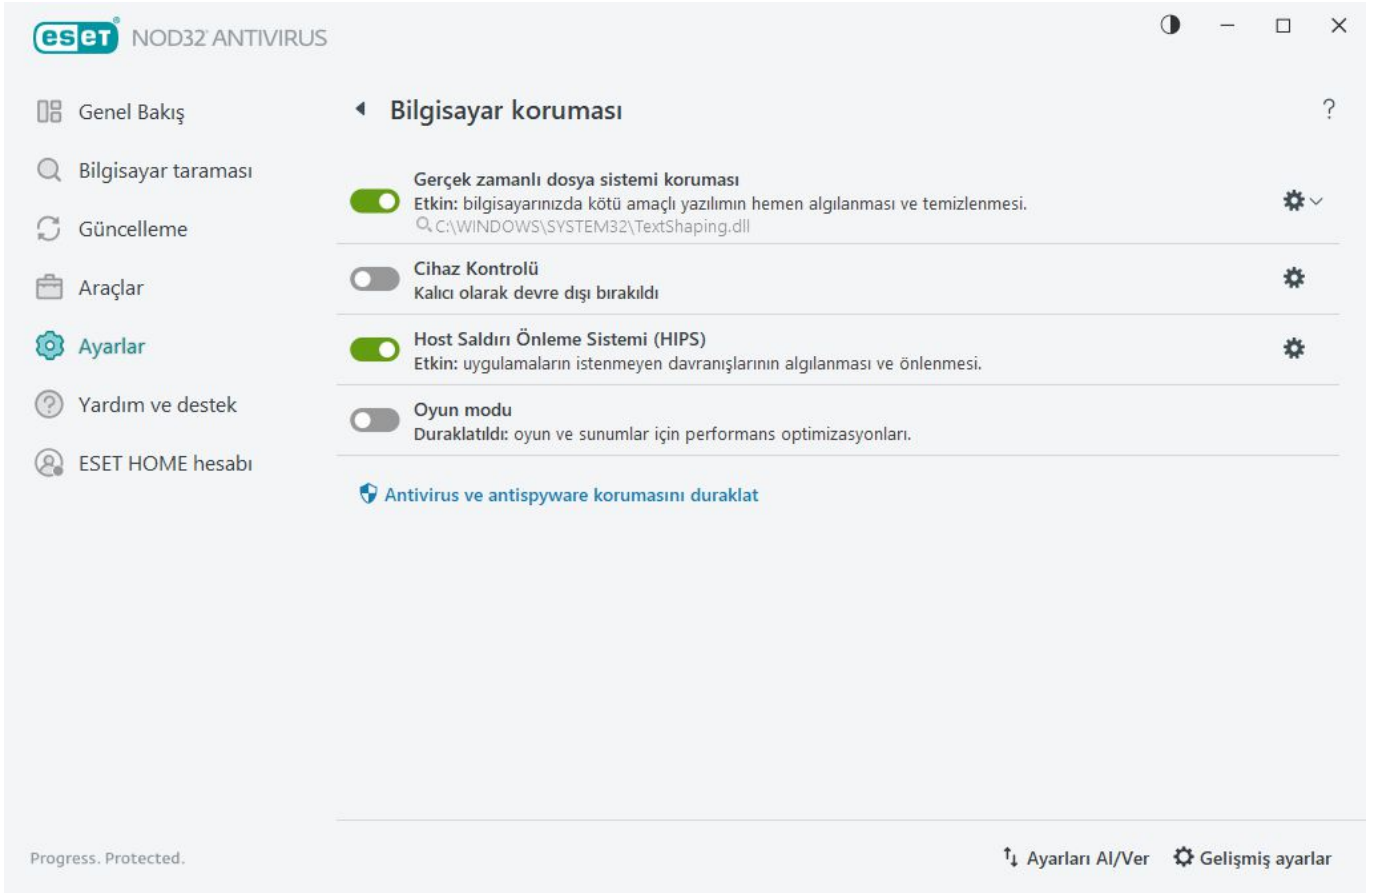 eset NOD32 ANTIVIRUS
Genel Bakış
Bilgisayar taraması
Güncelleme
Araçlar
Ayarlar
Yardım ve destek
ESET HOME hesabı
Bilgisayar koruması
?
Gerçek zamanlı dosya sistemi koruması
Etkin: bilgisayarınızda kötü amaçlı yazılımın hemen algılanması ve temizlenmesi.
C:\WINDOWS\SYSTEM32\TextShaping.dll
Cihaz Kontrolü
Kalıcı olarak devre dışı bırakıldı
Host Saldırı Önleme Sistemi (HIPS)
Etkin: uygulamaların istenmeyen davranışlarının algılanması ve önlenmesi.
Oyun modu
Duraklatıldı: oyun ve sunumlar için performans optimizasyonları.
Antivirus ve antispyware korumasını duraklat
Progress. Protected.
Ayarları Al/Ver Gelişmiş ayarlar